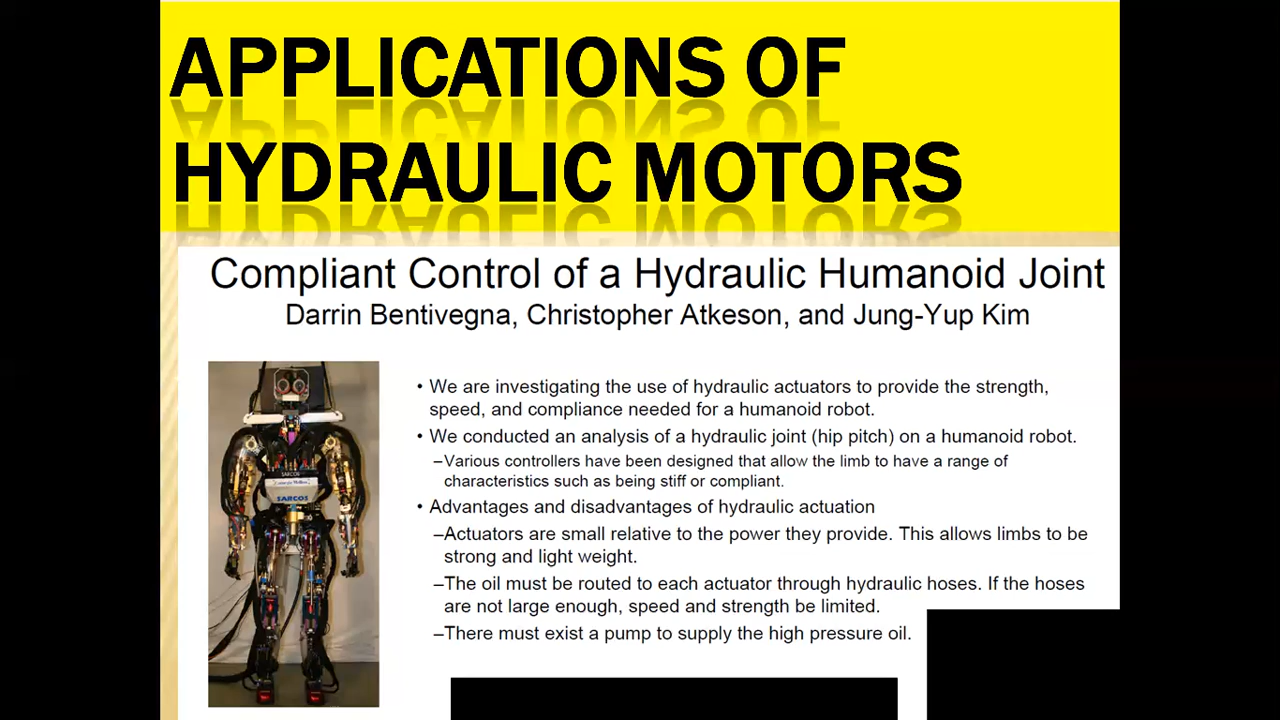 APPLICATIONS OF
HYDRAULIC MOTORS
Compliant Control of a Hydraulic Humanoid Joint
Darrin Bentivegna, Christopher Atkeson, and Jung-Yup Kim
• We are investigating the use of hydraulic actuators to provide the strength,
speed, and compliance needed for a humanoid robot.
• We conducted an analysis of a hydraulic joint (hip pitch) on a humanoid robot.
–Various controllers have been designed that allow the limb to have a range of
characteristics such as being stiff or compliant.
• Advantages and disadvantages of hydraulic actuation
–Actuators are small relative to the power they provide. This allows limbs to be
strong and light weight.
–The oil must be routed to each actuator through hydraulic hoses. If the hoses
are not large enough, speed and strength be limited.
–There must exist a pump to supply the high pressure oil.
SARCOS
Carnegie Mellon
SARCOS